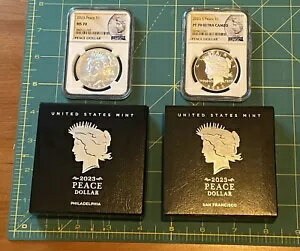 2023 Peace $1
MS 70
PEACE DOLLAR
2023 S Peace $1
PF 70 ULTRA CAMEO
PEACE DOLLAR
UNITED STATES MINT
2023
PEACE
DOLLAR
PHILADELPHIA
UNITED STATES MINT
2023
PEACE
DOLLAR
SAN FRANCISCO